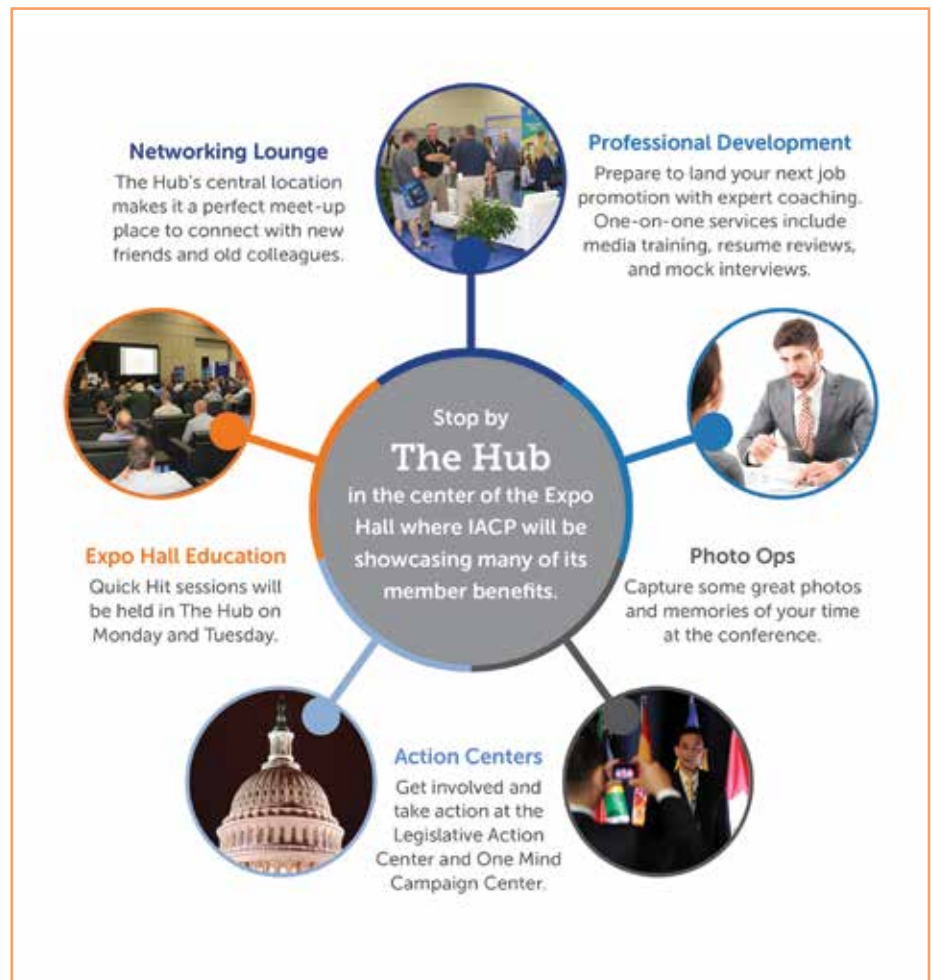 Networking Lounge
The Hub's central location
makes it a perfect meet-up
place to connect with new
friends and old colleagues.
Professional Development
Prepare to land your next job
promotion with expert coaching.
One-on-one services include
media training, resume reviews,
and mock interviews.
Stop by
The Hub
in the center of the Expo
Hall where IACP will be
showcasing many of its
member benefits.
Expo Hall Education
Quick Hit sessions will
be held in The Hub on
Monday and Tuesday.
Photo Ops
Capture some great photos
and memories of your time
at the conference.
Action Centers
Get involved and
take action at the
Legislative Action
Center and One Mind
Campaign Center.